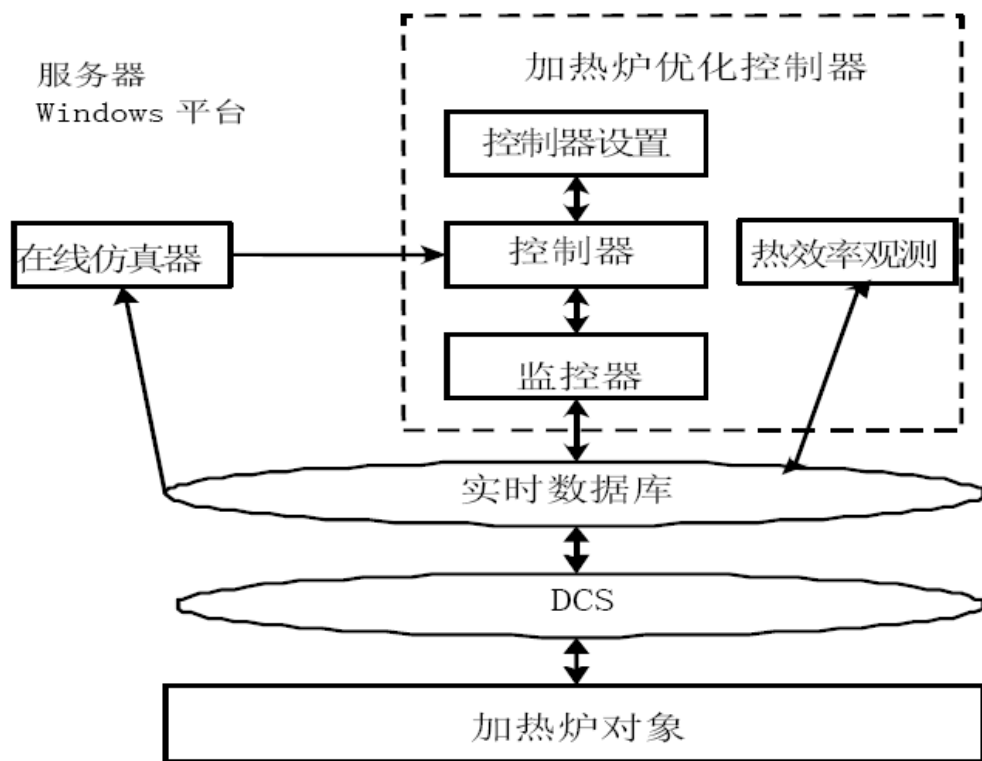 服务器
Windows 平台
加热炉优化控制器
控制器设置
在线仿真器
控制器
热效率观测
监控器
实时数据库
DCS
加热炉对象